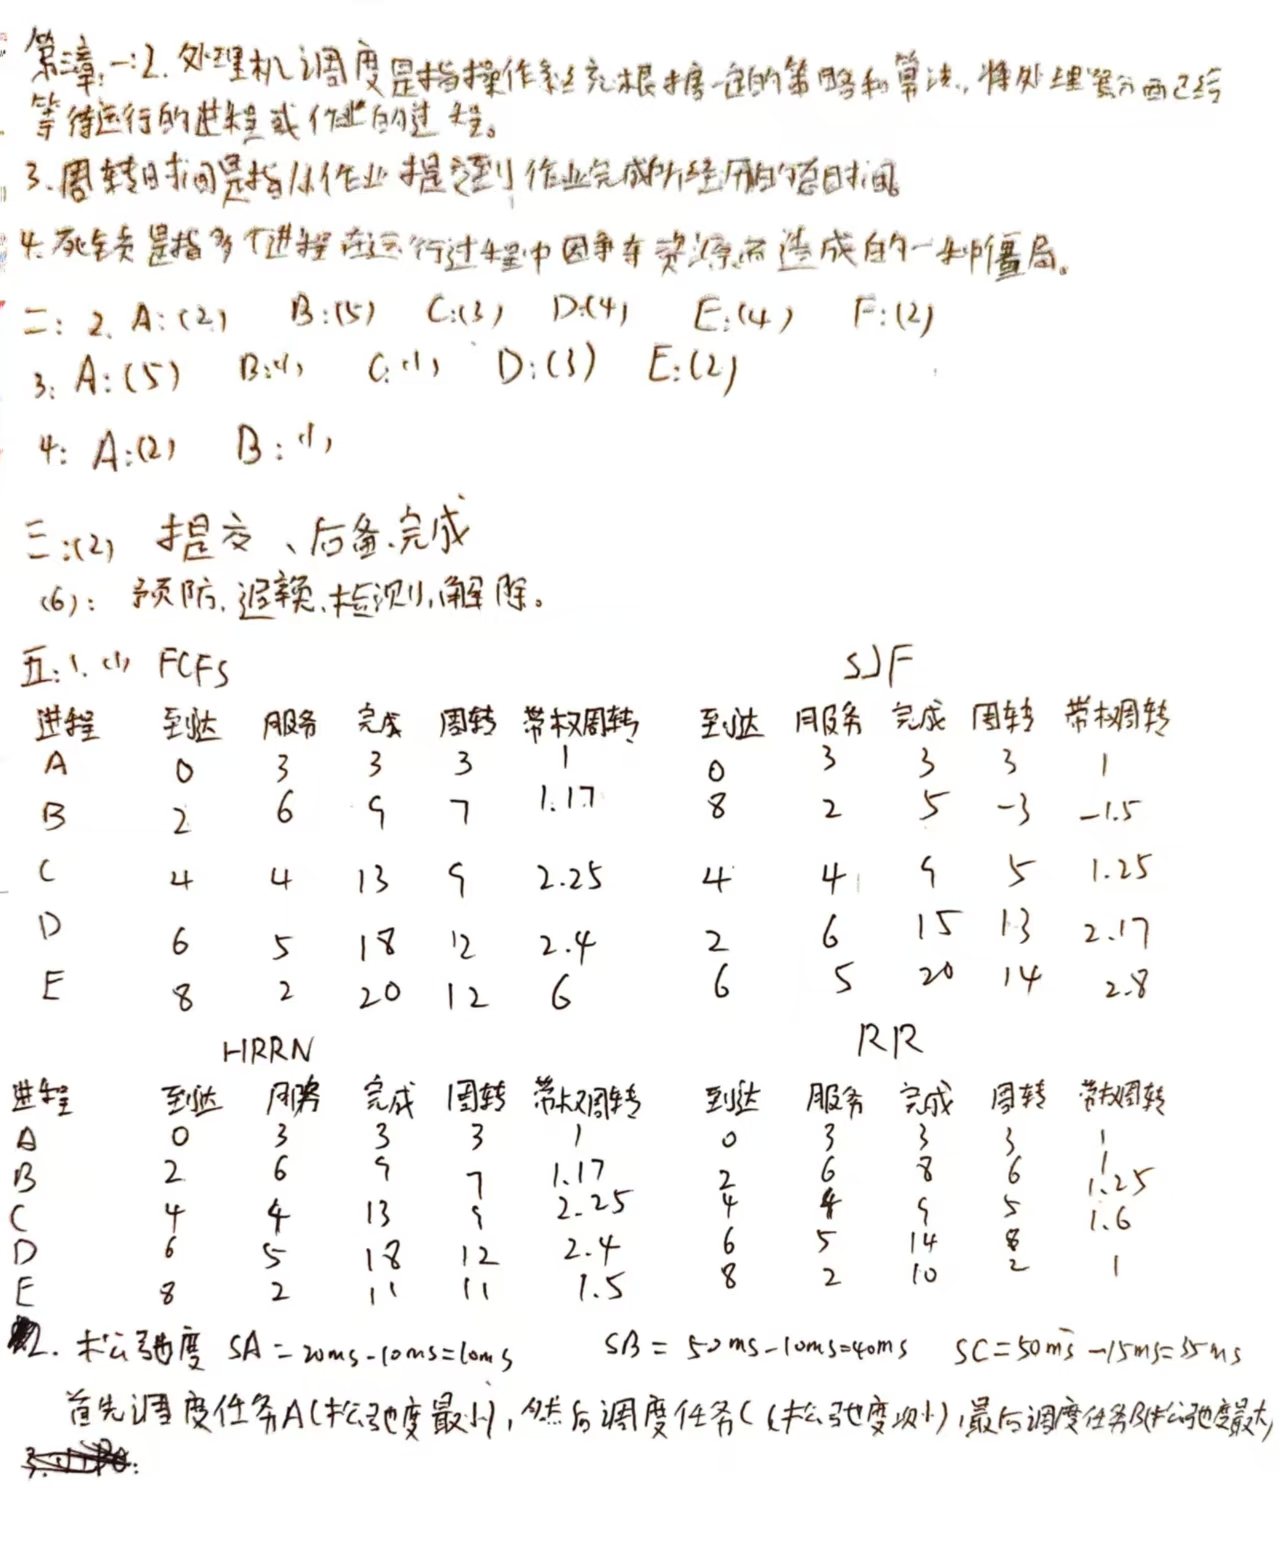 第三章:一:2. 处理机调度是指操作系统根据一定的策略和算法,将处理器分配给
等待运行的进程或作业的过程。
3.周转时间是指从作业提交到作业完成所经历的总时间
4.死锁是指多个进程在运行过程中因争夺资源而造成的一种僵局。
二: 2. A:(2) B:(5) C:(3) D:(4) E:(4) F:(2)
3: A:(5) B:(1) C:(1) D:(3) E:(2)
4: A:(2) B:(1)
三:(2) 提交、后备、完成
(6): 预防,避免,检测,解除。
五:1.(1) FCFS SJF
进程 到达 服务 完成 周转 带权周转 到达 服务 完成 周转 带权周转
A 0 3 3 3 1 0 3 3 3 1
B 2 6 9 7 1.17 8 2 5 -3 -1.5
C 4 4 13 9 2.25 4 4 9 5 1.25
D 6 5 18 12 2.4 2 6 15 13 2.17
E 8 2 20 12 6 6 5 20 14 2.8
HRRN RR
进程 到达 服务 完成 周转 带权周转 到达 服务 完成 周转 带权周转
A 0 3 3 3 1 0 3 3 3 1
B 2 6 9 7 1.17 2 6 8 6 1
C 4 4 13 9 2.25 4 4 9 5 1.25
D 6 5 18 12 2.4 6 5 14 8 1.6
E 8 2 11 11 1.5 8 2 10 2 1
2. 松弛度 SA=20ms-10ms=10ms SB=50ms-10ms=40ms SC=50ms-15ms=35ms
首先调度任务A(松弛度最小),然后调度任务C(松弛度次小),最后调度任务B(松弛度最大)